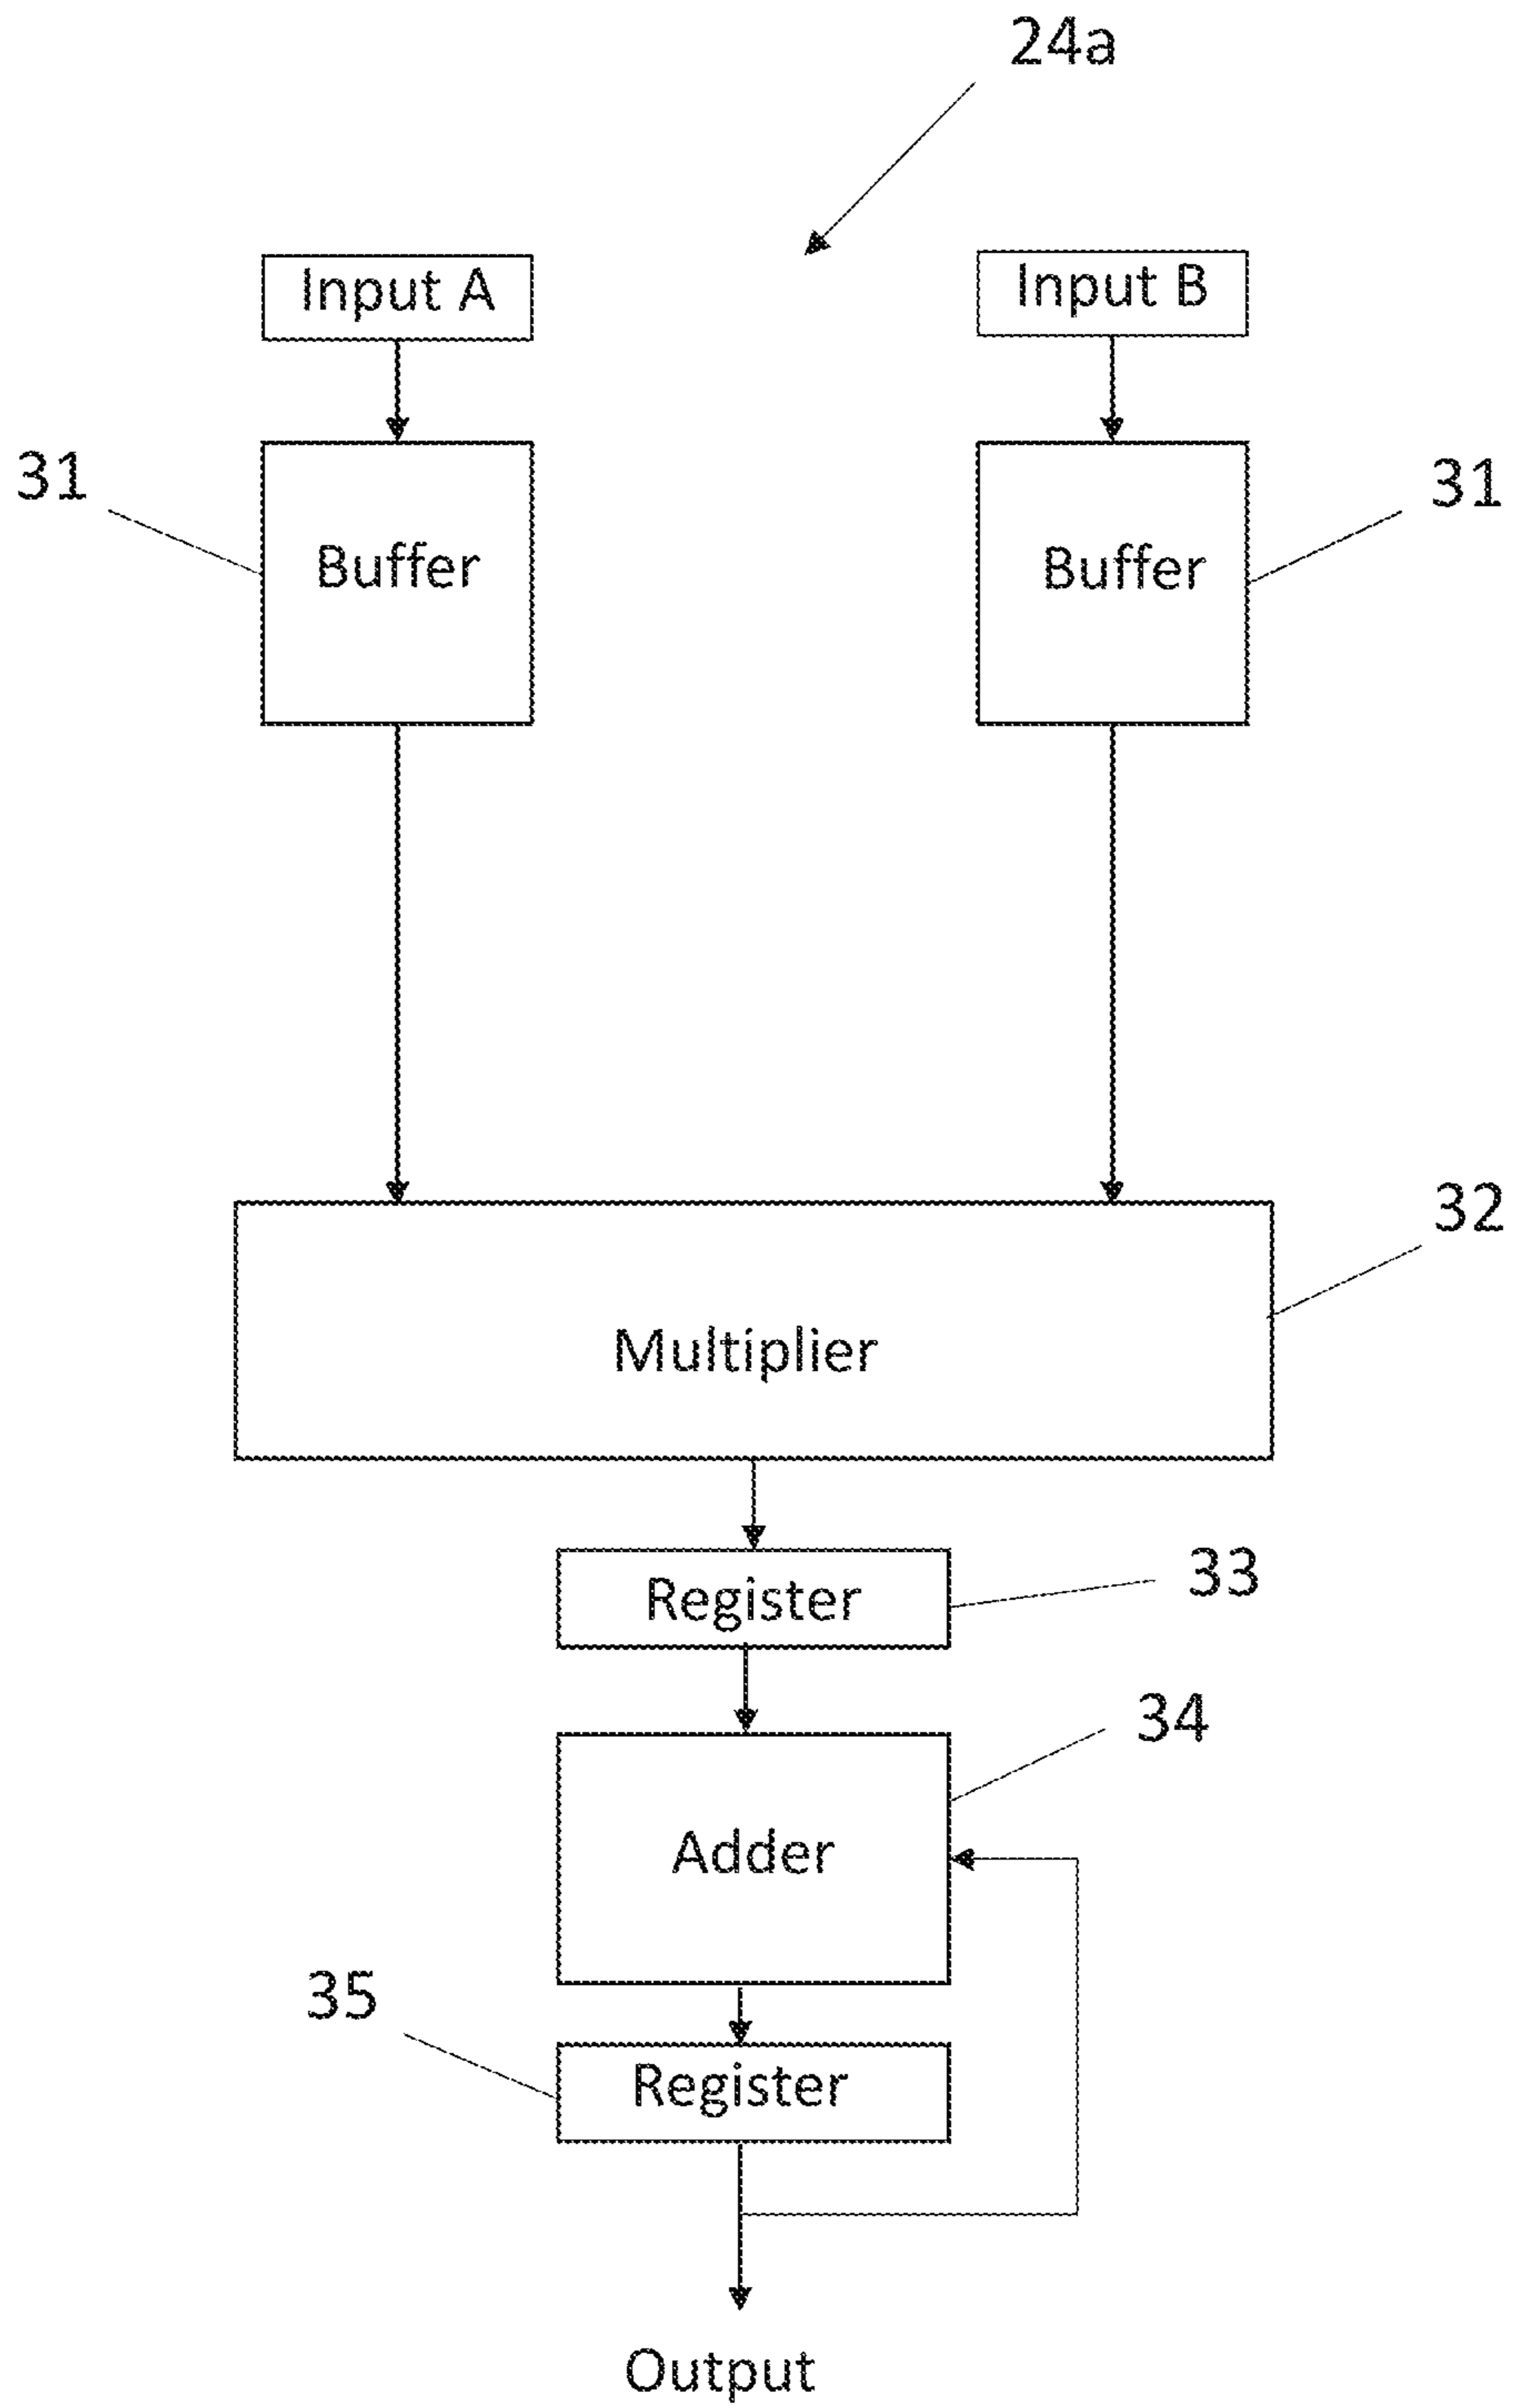 24a
Input A
Input B
31
Buffer
Buffer
31
32
Multiplier
Register
33
34
Adder
35
Register
Output